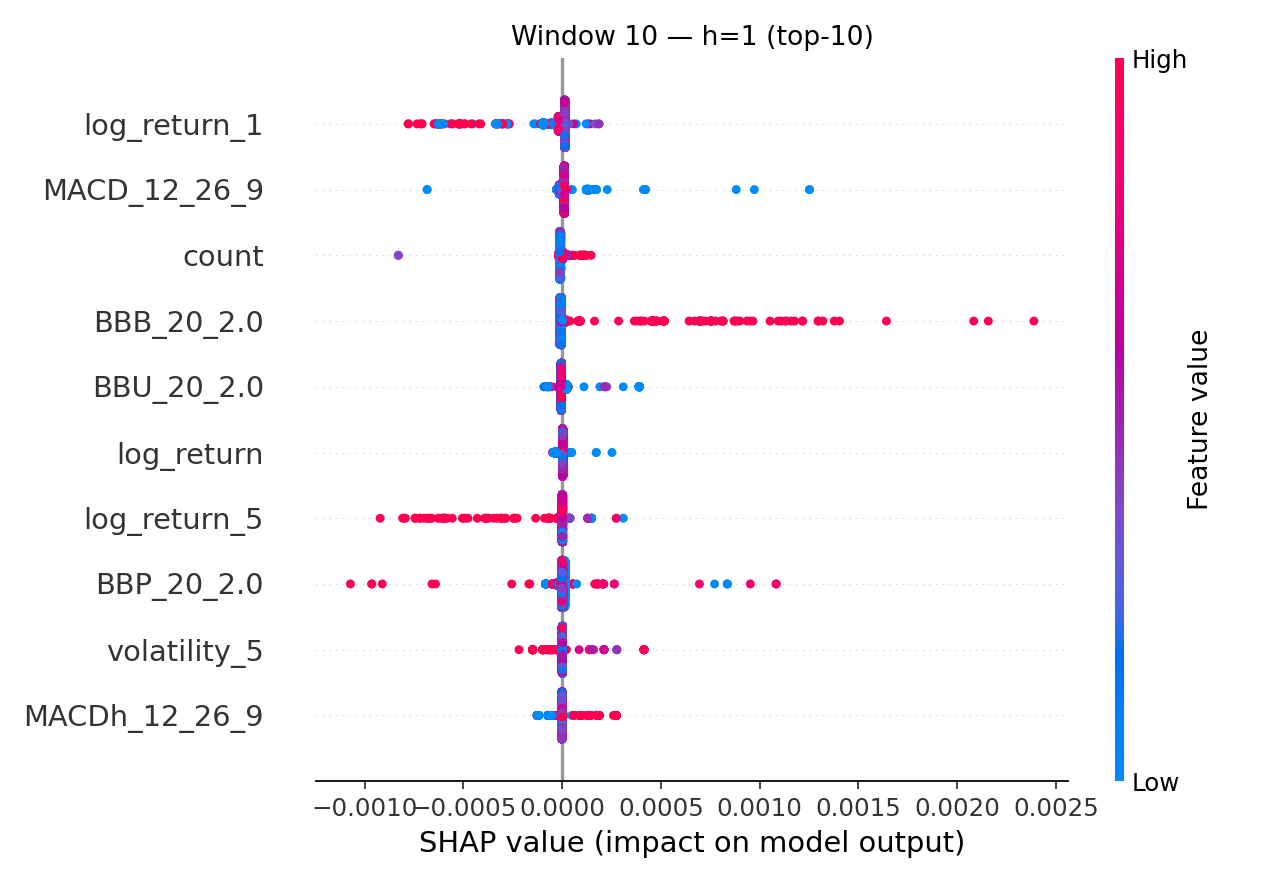 Window 10 — h=1 (top-10)
High
log_return_1
MACD_12_26_9
count
BBB_20_2.0
BBU_20_2.0
log_return
log_return_5
BBP_20_2.0
volatility_5
MACDh_12_26_9
Feature value
Low
−0.0010 −0.0005 0.0000 0.0005 0.0010 0.0015 0.0020 0.0025
SHAP value (impact on model output)